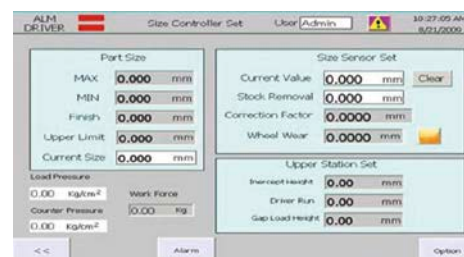 ALM DRIVER
Size Controller Set
User Admin
10:27:09 AM
8/21/2009
Part Size
MAX 0.000 mm
MIN 0.000 mm
Finish 0.000 mm
Upper Limit 0.000 mm
Current Size 0.000 mm
Size Sensor Set
Current Value 0.000 mm Clear
Stock Removal 0.000 mm
Correction Factor 0.0000 mm
Wheel Wear 0.0000 mm
Load Pressure
0.00 Kg/cm²
Counter Pressure
0.00 Kg/cm²
Work Force
0.00 Kg
Upper Station Set
Inercept Height 0.00 mm
Driver Run 0.00 mm
Gap Load Height 0.00 mm
<<
Alarm
Option